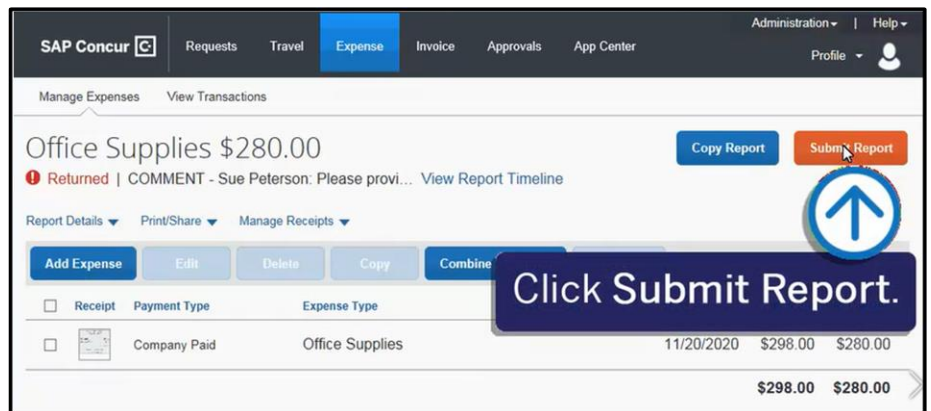 Administration | Help
SAP Concur C Requests Travel Expense Invoice Approvals App Center
Profile
Manage Expenses View Transactions
Office Supplies $280.00
Copy Report Submit Report
Returned | COMMENT - Sue Peterson: Please provi... View Report Timeline
Report Details Print/Share Manage Receipts
Add Expense Edit Delete Copy Combine
Click Submit Report.
Receipt Payment Type Expense Type
Company Paid Office Supplies 11/20/2020 $298.00 $280.00
$298.00 $280.00